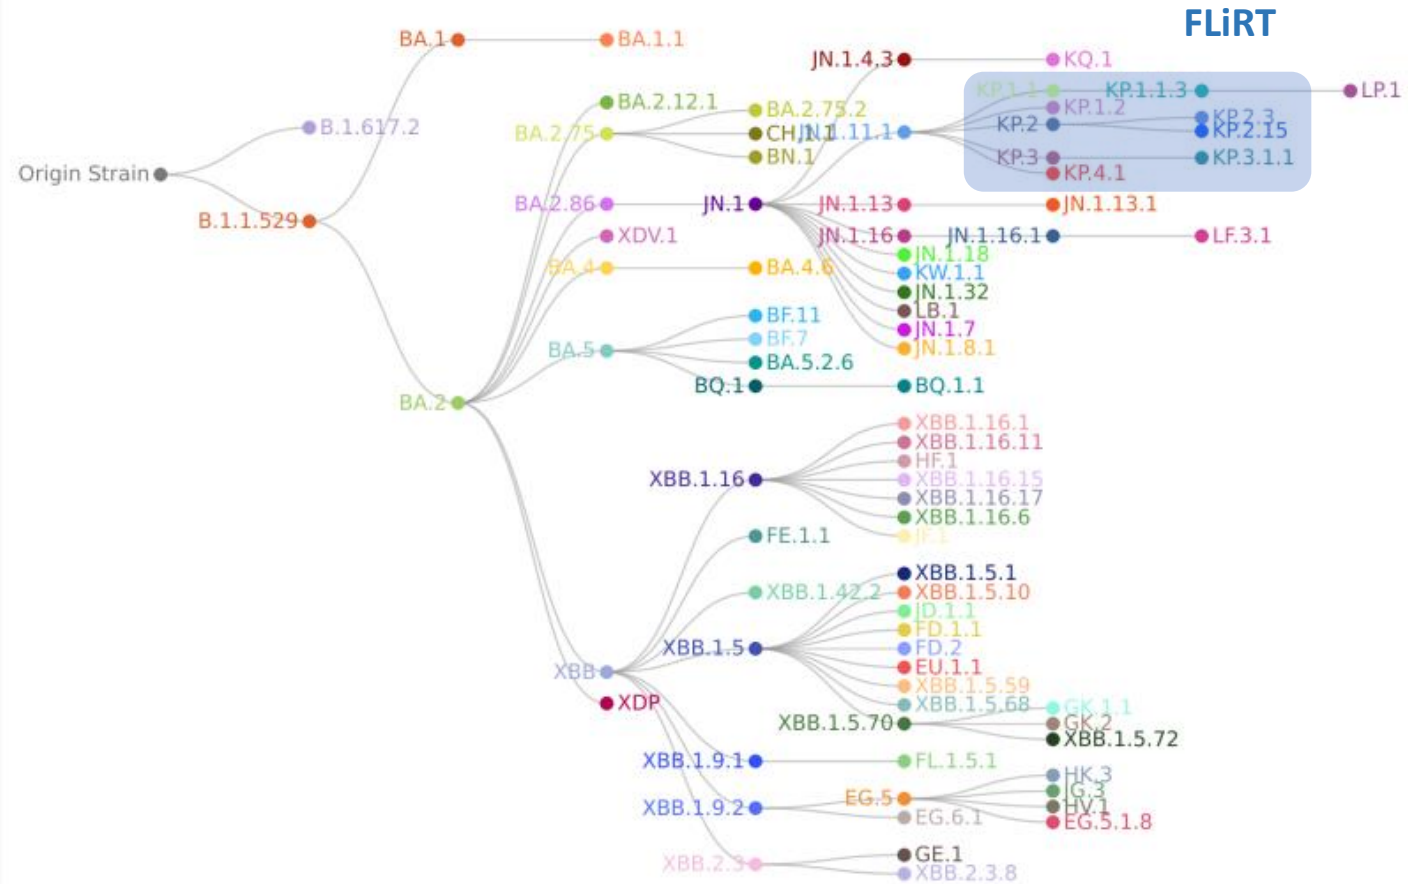 FLiRT
BA.1
BA.1.1
JN.1.4.3
KQ.1
KP.1.1
KP.1.1.3
LP.1
BA.2.12.1
BA.2.75.2
KP.1.2
KP.2.3
B.1.617.2
BA.2.75
CH.1.1
JN.1.11.1
KP.2
KP.2.15
BN.1
KP.3
KP.3.1.1
Origin Strain
KP.4.1
BA.2.86
JN.1
JN.1.13
JN.1.13.1
B.1.1.529
XDV.1
JN.1.16
JN.1.16.1
LF.3.1
JN.1.18
BA.4
BA.4.6
KW.1.1
JN.1.32
LB.1
BF.11
JN.1.7
BF.7
JN.1.8.1
BA.5
BA.5.2.6
BQ.1
BQ.1.1
BA.2
XBB.1.16.1
XBB.1.16.11
HF.1
XBB.1.16
XBB.1.16.15
XBB.1.16.17
XBB.1.16.6
FE.1.1
JF.1
XBB.1.5.1
XBB.1.42.2
XBB.1.5.10
JD.1.1
FD.1.1
XBB.1.5
FD.2
EU.1.1
XBB
XBB.1.5.59
XDP
XBB.1.5.68
GK.1.1
XBB.1.5.70
GK.2
XBB.1.5.72
XBB.1.9.1
FL.1.5.1
HK.3
JG.3
EG.5
HV.1
XBB.1.9.2
EG.6.1
EG.5.1.8
GE.1
XBB.2.3
XBB.2.3.8